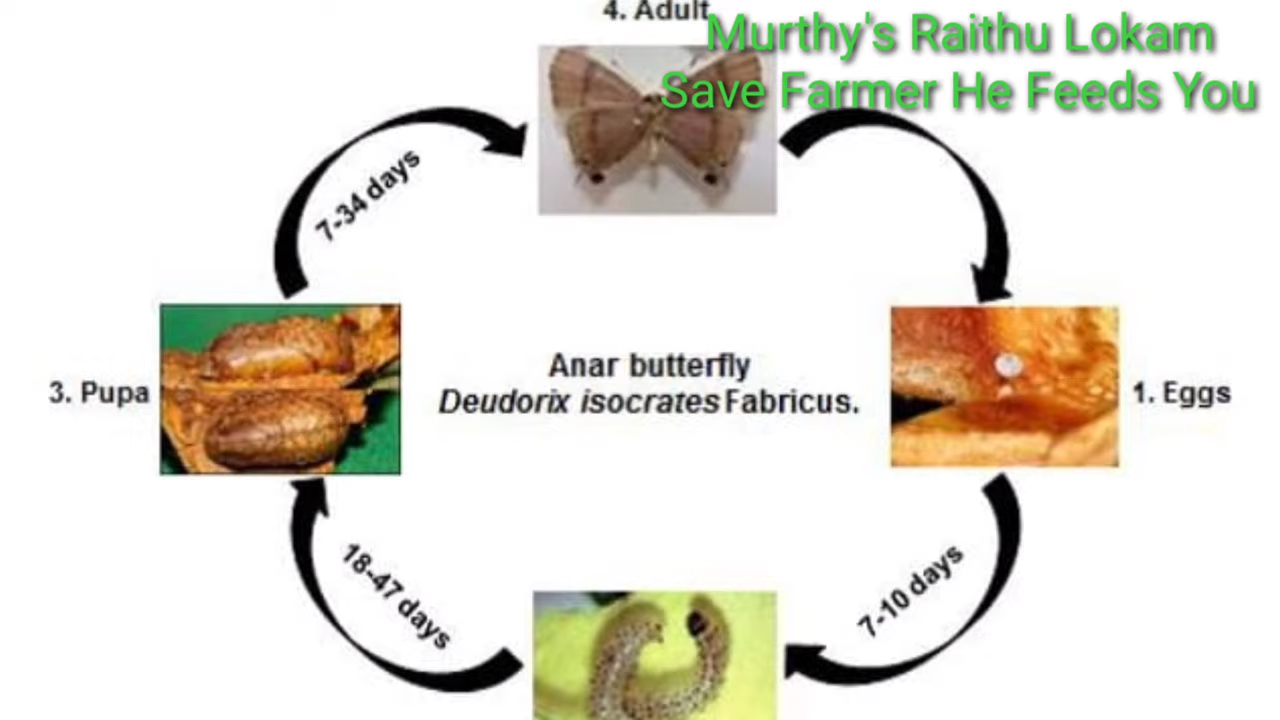 4. Adult
Murthy's Raithu Lokam
Save Farmer He Feeds You
7-34 days
3. Pupa
Anar butterfly
Deudorix isocrates Fabricus.
1. Eggs
18-47 days
7-10 days